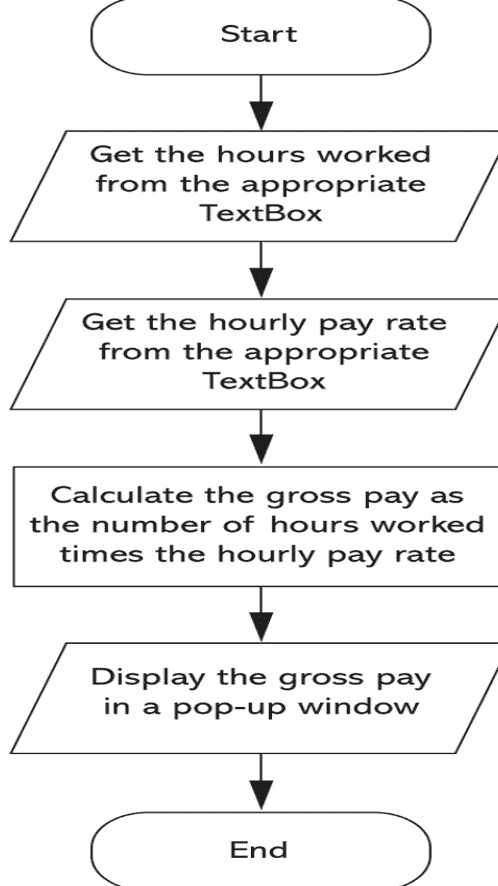 Start
Get the hours worked
from the appropriate
TextBox
Get the hourly pay rate
from the appropriate
TextBox
Calculate the gross pay as
the number of hours worked
times the hourly pay rate
Display the gross pay
in a pop-up window
End